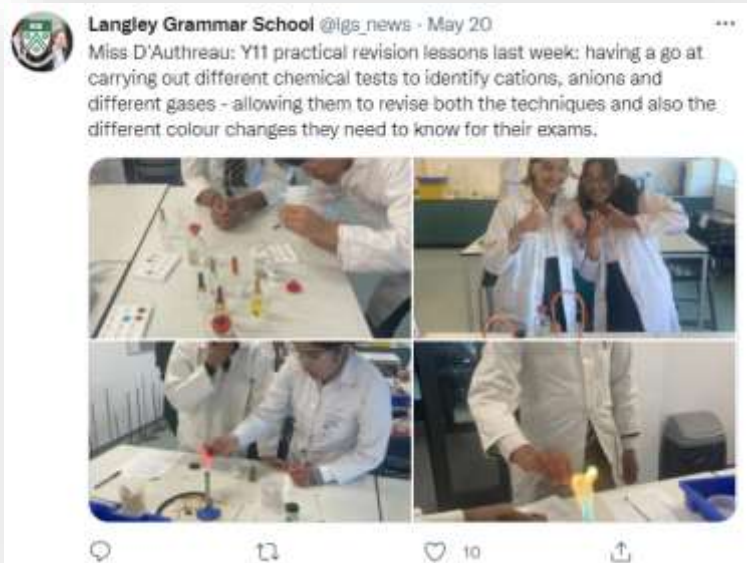 Langley Grammar School @lgs_news · May 20
Miss D'Authreau: Y11 practical revision lessons last week: having a go at
carrying out different chemical tests to identify cations, anions and
different gases - allowing them to revise both the techniques and also the
different colour changes they need to know for their exams.
10